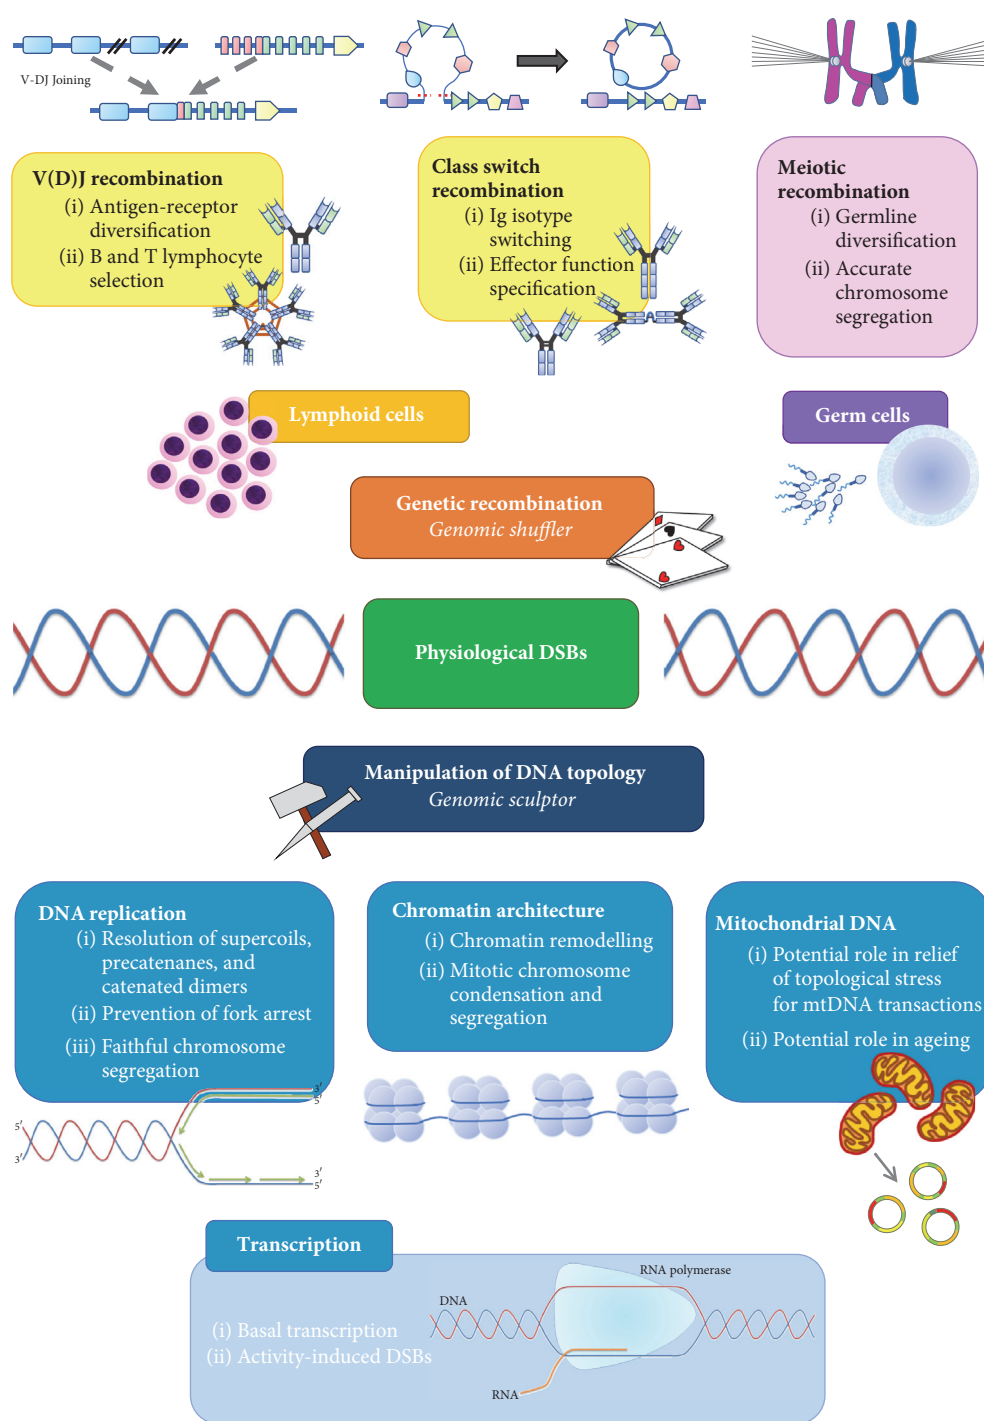 V-DJ Joining
V(D)J recombination
(i) Antigen-receptor
diversification
(ii) B and T lymphocyte
selection
Class switch
recombination
(i) Ig isotype
switching
(ii) Effector function
specification
Meiotic
recombination
(i) Germline
diversification
(ii) Accurate
chromosome
segregation
Lymphoid cells
Germ cells
Genetic recombination
Genomic shuffler
Physiological DSBs
Manipulation of DNA topology
Genomic sculptor
DNA replication
(i) Resolution of supercoils,
precatenanes, and
catenated dimers
(ii) Prevention of fork arrest
(iii) Faithful chromosome
segregation
Chromatin architecture
(i) Chromatin remodelling
(ii) Mitotic chromosome
condensation and
segregation
Mitochondrial DNA
(i) Potential role in relief
of topological stress
for mtDNA transactions
(ii) Potential role in ageing
3′
5′
5′
3′
3′
5′
Transcription
RNA polymerase
DNA
(i) Basal transcription
(ii) Activity-induced DSBs
RNA